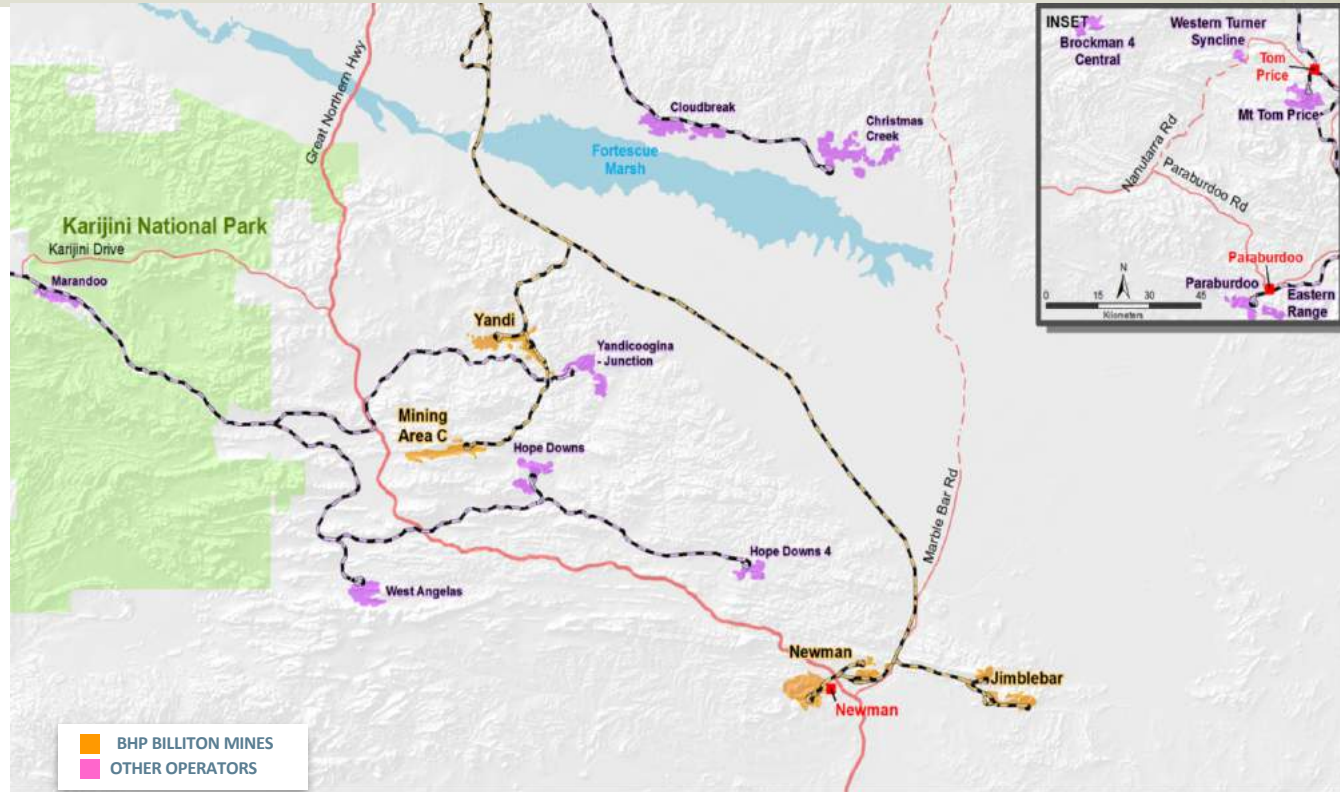 Great Northern Hwy
Cloudbreak
Christmas
Creek
Fortescue
Marsh
Karijini National Park
Karijini Drive
Marandoo
Yandi
Yandicoogina
- Junction
Mining
Area C
Hope Downs
Hope Downs 4
West Angelas
Marble Bar Rd
Newman
Newman
Jimblebar
BHP BILLITON MINES
OTHER OPERATORS
INSET
Brockman 4
Central
Western Turner
Syncline
Tom
Price
Mt Tom Price
Nanutarra Rd
Paraburdoo Rd
Paraburdoo
Paraburdoo
Eastern
Range
N
0 15 30 45
Kilometers